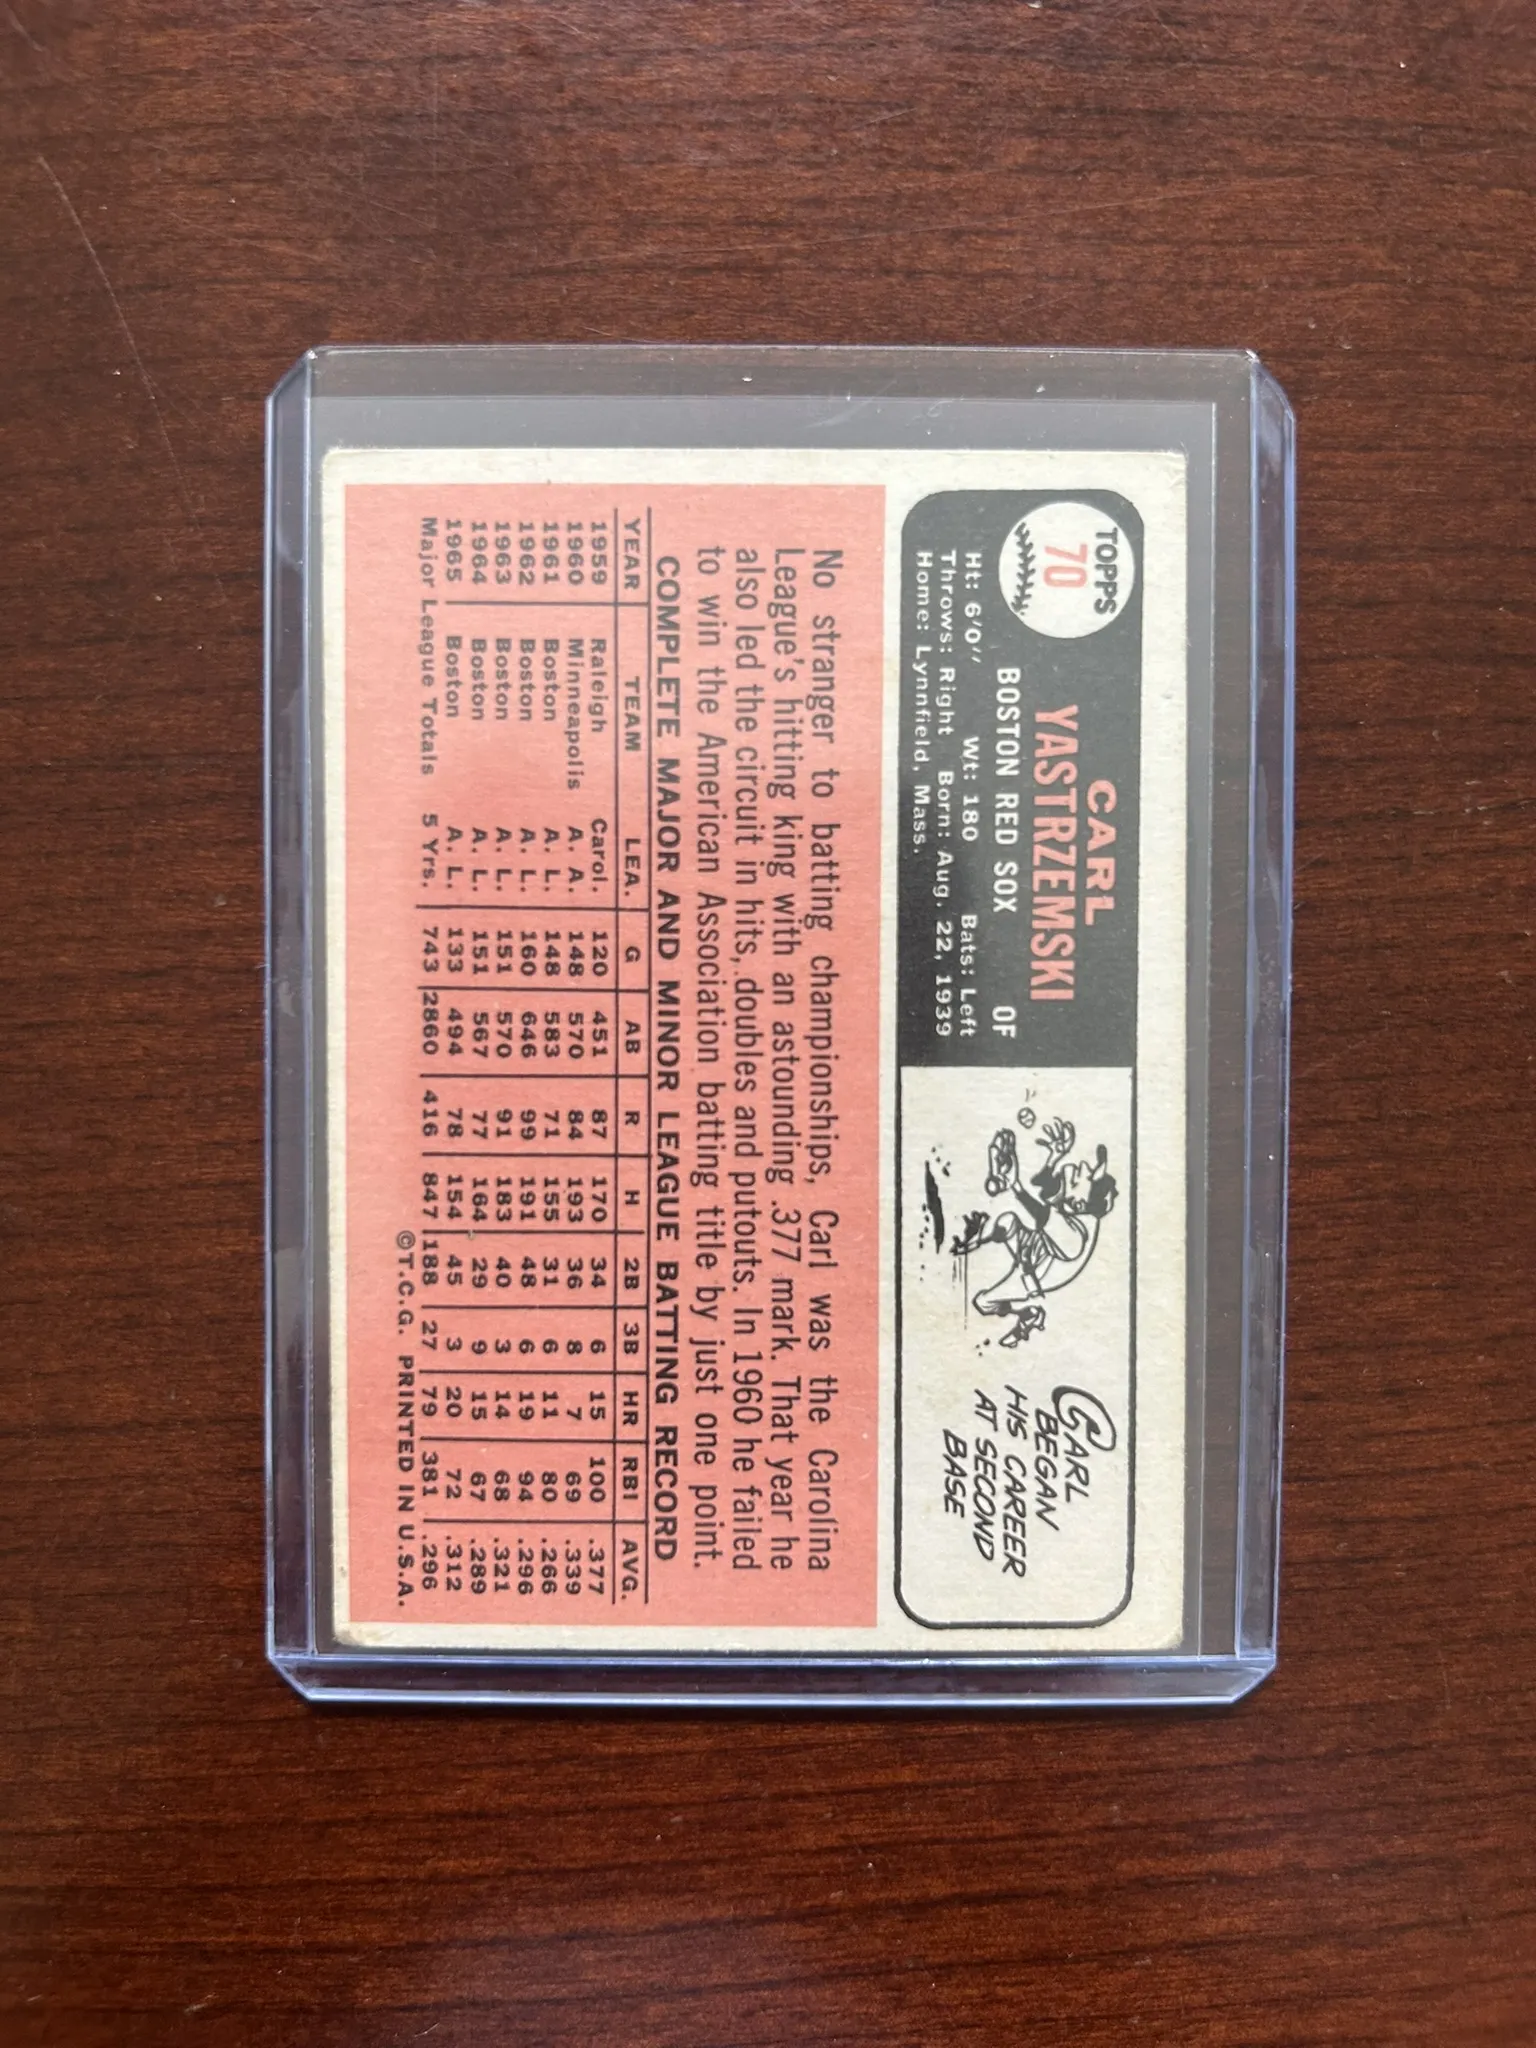 TOPPS
70
CARL
YASTRZEMSKI
OF
BOSTON RED SOX
Ht: 6'0" Wt: 180 Bats: Left
Throws: Right Born: Aug. 22, 1939
Home: Lynnfield, Mass.
CARL
BEGAN
HIS CAREER
AT SECOND
BASE
No stranger to batting championships, Carl was the Carolina
League's hitting king with an astounding .377 mark. That year he
also led the circuit in hits, doubles and putouts. In 1960 he failed
to win the American Association batting title by just one point.
COMPLETE MAJOR AND MINOR LEAGUE BATTING RECORD
YEAR TEAM LEA. G AB R H 2B 3B HR RBI AVG.
1959 Raleigh Carol. 120 451 87 170 34 6 15 100 .377
1960 Minneapolis A. A. 148 570 84 193 36 8 7 69 .339
1961 Boston A. L. 148 583 71 155 31 6 11 80 .266
1962 Boston A. L. 160 646 99 191 48 6 19 94 .296
1963 Boston A. L. 151 570 91 183 40 3 14 68 .321
1964 Boston A. L. 151 567 77 164 29 9 15 67 .289
1965 Boston A. L. 133 494 78 154 45 3 20 72 .312
Major League Totals 5 Yrs. 743 2860 416 847 188 27 79 381 .296
©T.C.G. PRINTED IN U.S.A.